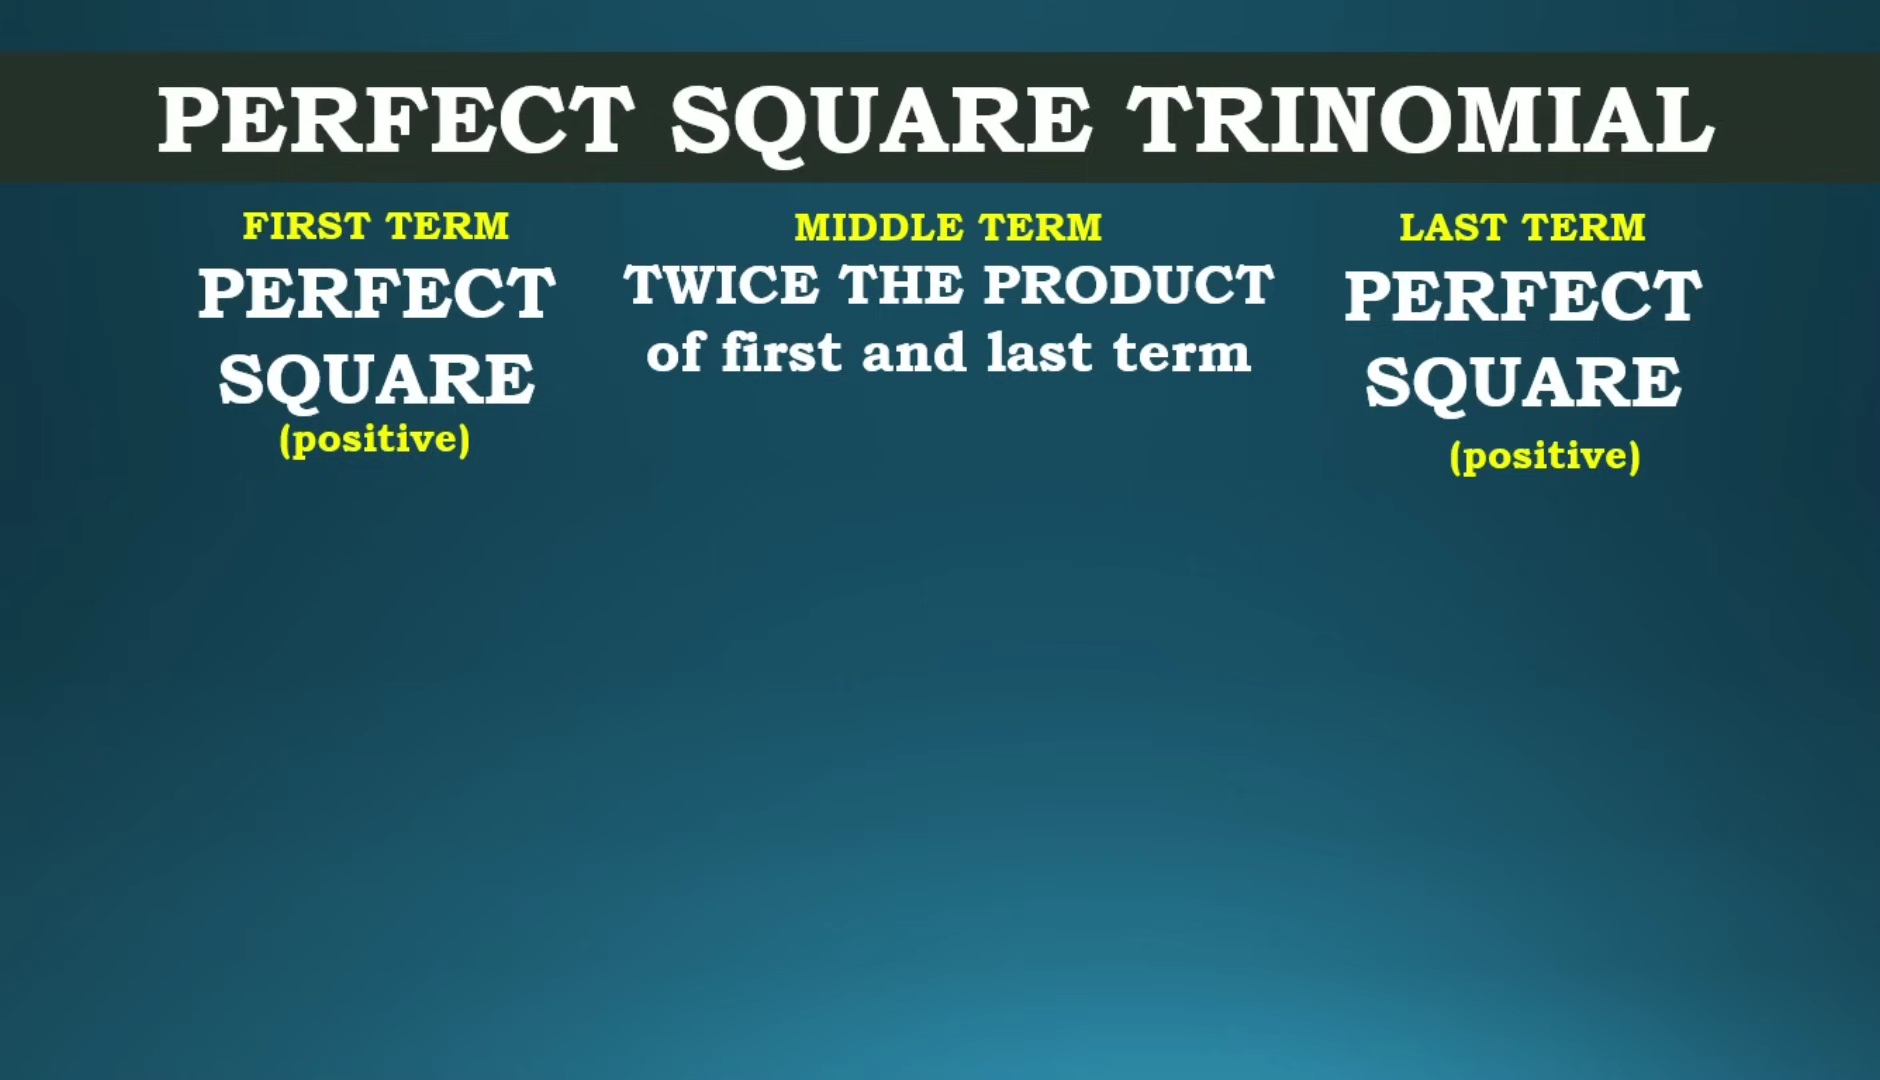 PERFECT SQUARE TRINOMIAL
FIRST TERM
PERFECT
SQUARE
(positive)
MIDDLE TERM
TWICE THE PRODUCT
of first and last term
LAST TERM
PERFECT
SQUARE
(positive)